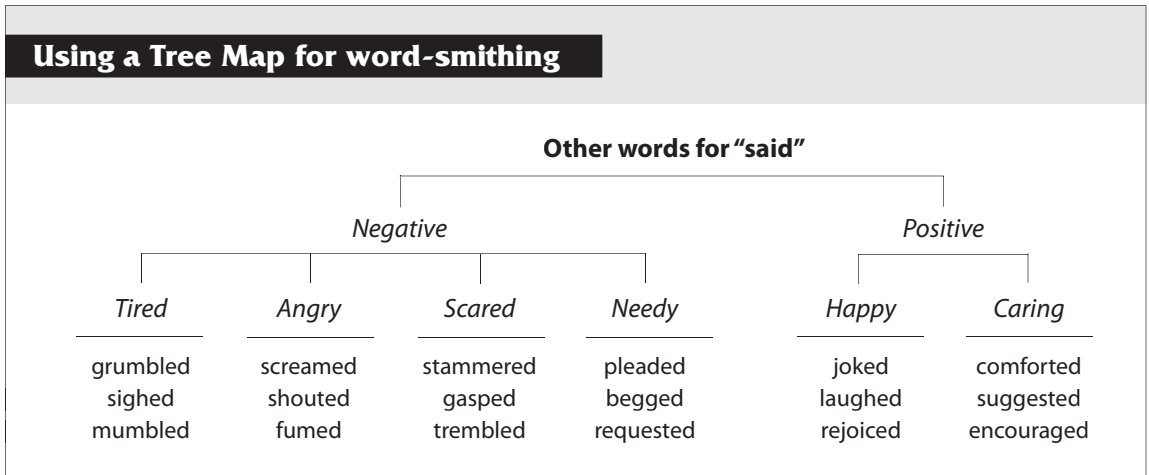 Using a Tree Map for word-smithing
Other words for “said”
Negative Positive
Tired Angry Scared Needy Happy Caring
grumbled screamed stammered pleaded joked comforted
sighed shouted gasped begged laughed suggested
mumbled fumed trembled requested rejoiced encouraged